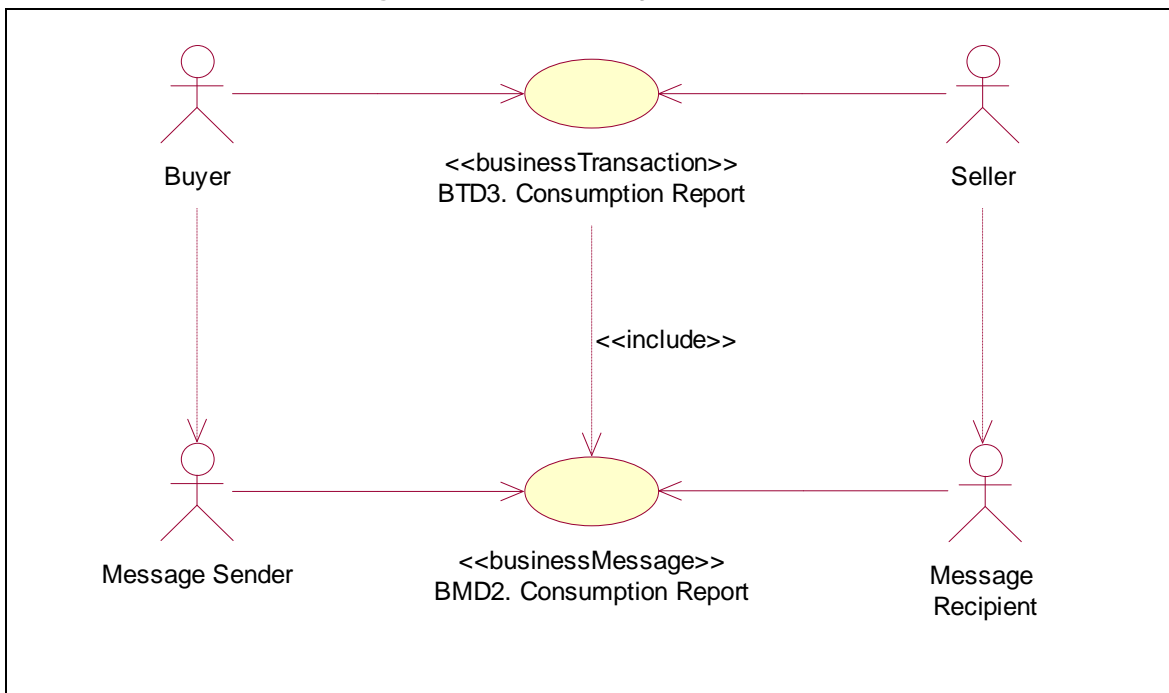 <<businessTransaction>>
Buyer
BTD3. Consumption Report
Seller
<<include>>
<<businessMessage>>
Message Sender
BMD2. Consumption Report
Message
Recipient